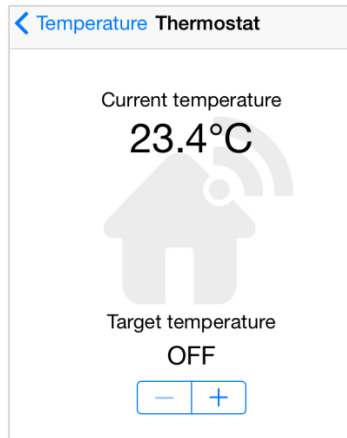 Temperature Thermostat
Current temperature
23.4°C
Target temperature
OFF
− +